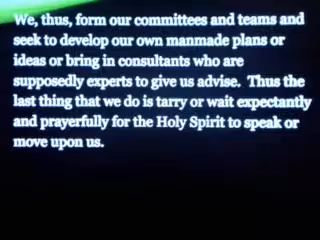 We, thus, form our committees and teams and
seek to develop our own manmade plans or
ideas or bring in consultants who are
supposedly experts to give us advise.  Thus the
last thing that we do is tarry or wait expectantly
and prayerfully for the Holy Spirit to speak or
move upon us.